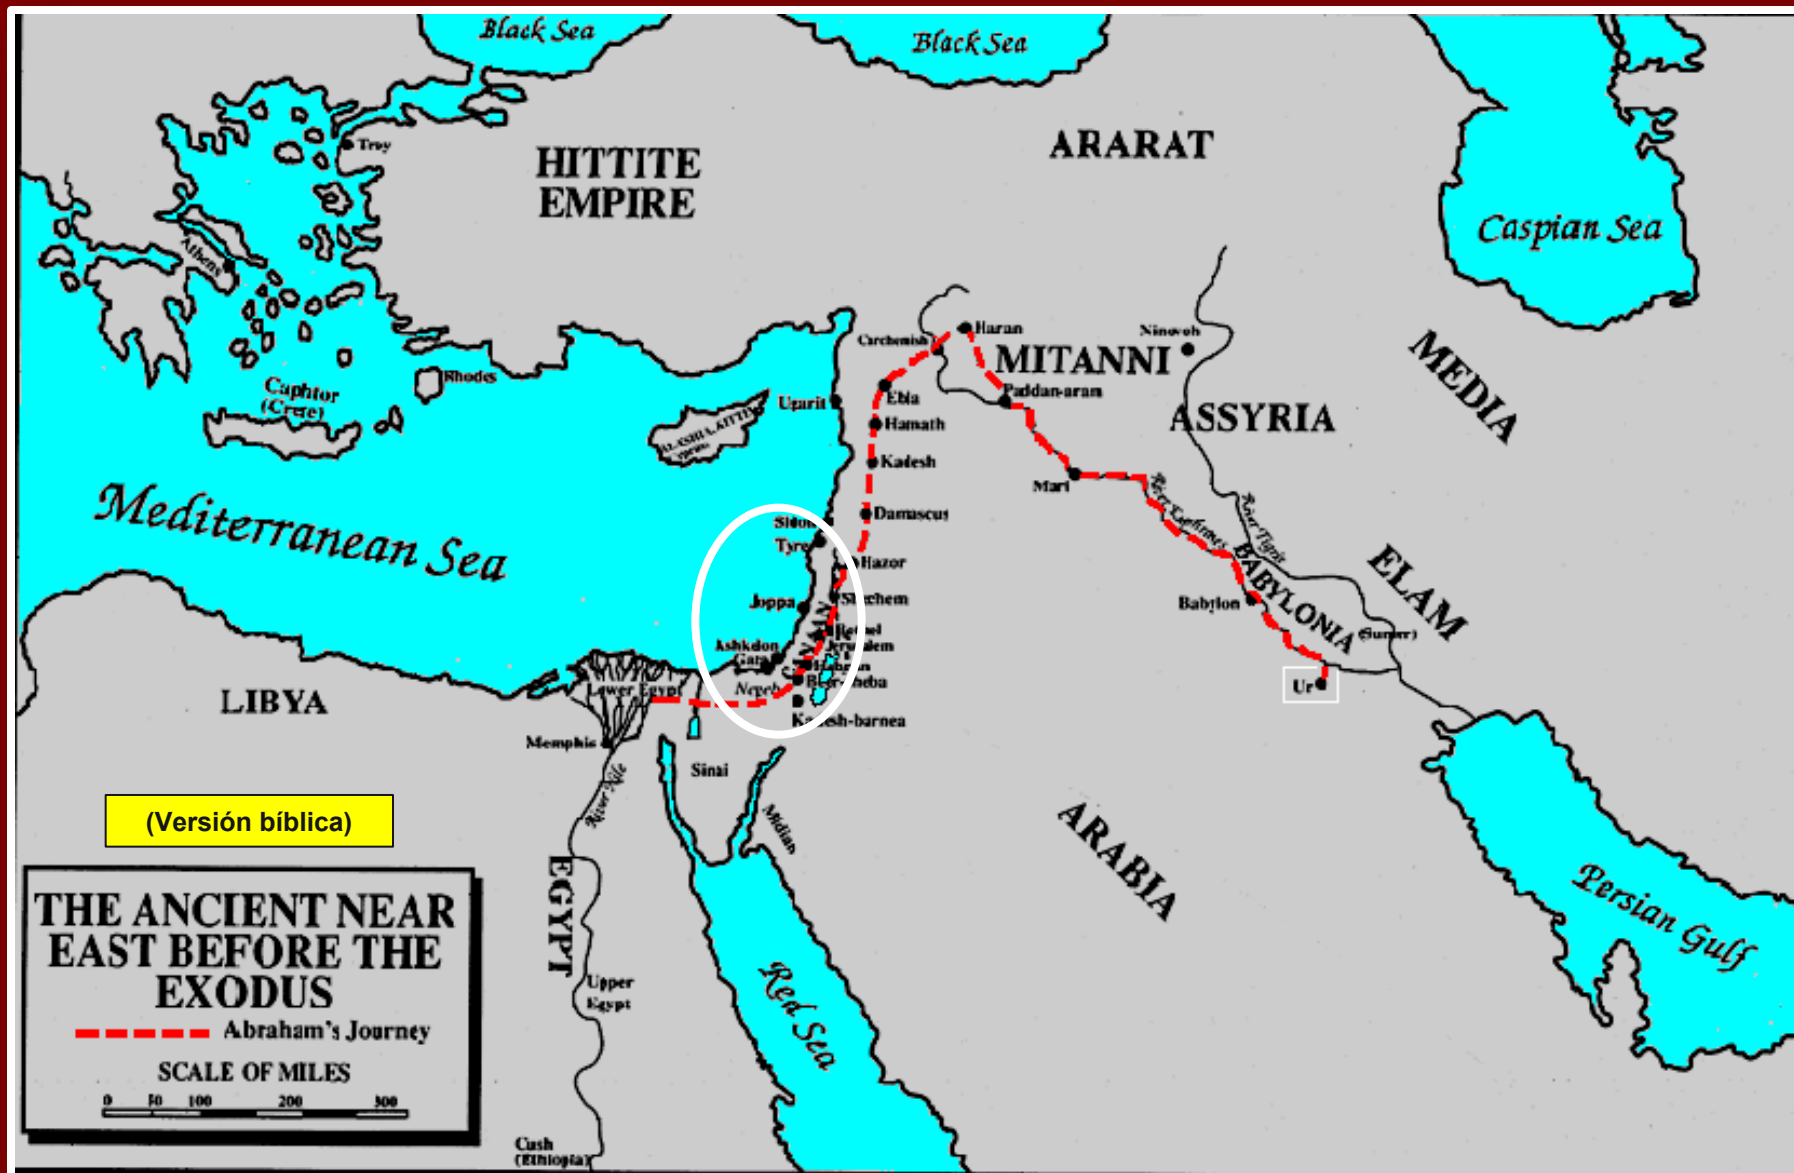 Black Sea
Black Sea
Troy
HITTITE
EMPIRE
ARARAT
Caspian Sea
Athens
Haran
Carchemish
Nineveh
MITANNI
MEDIA
Rhodes
Caphtor
(Crete)
Ugarit
Ebla
Paddan-aran
ASSYRIA
Hamath
Kadesh
Mari
River Euphrates
River Tigris
Mediterranean Sea
Sidon
Damascus
Tyre
Hazor
BABYLONIA
ELAM
Joppa
Shechem
Babylon
(Sumer)
CANAAN
Bethel
Jerusalem
Ashkdon
Gaza
Hebron
Negeb
Beersheba
Lower Egypt
Ur
LIBYA
Kadesh-barnea
Memphis
Sinai
River Nile
Midian
ARABIA
(Versión bíblica)
EGYPT
Persian Gulf
THE ANCIENT NEAR
EAST BEFORE THE
EXODUS
Abraham's Journey
SCALE OF MILES
0 50 100 200 300
Upper
Egypt
Red Sea
Cush
(Ethiopia)